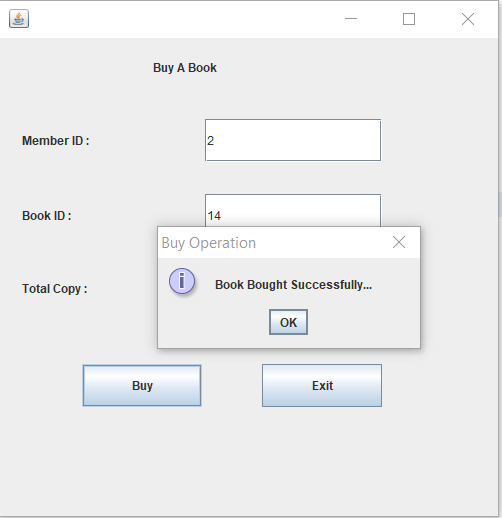 Buy A Book
Member ID :
2
Book ID :
14
Buy Operation
Total Copy :
Book Bought Successfully...
OK
Buy
Exit